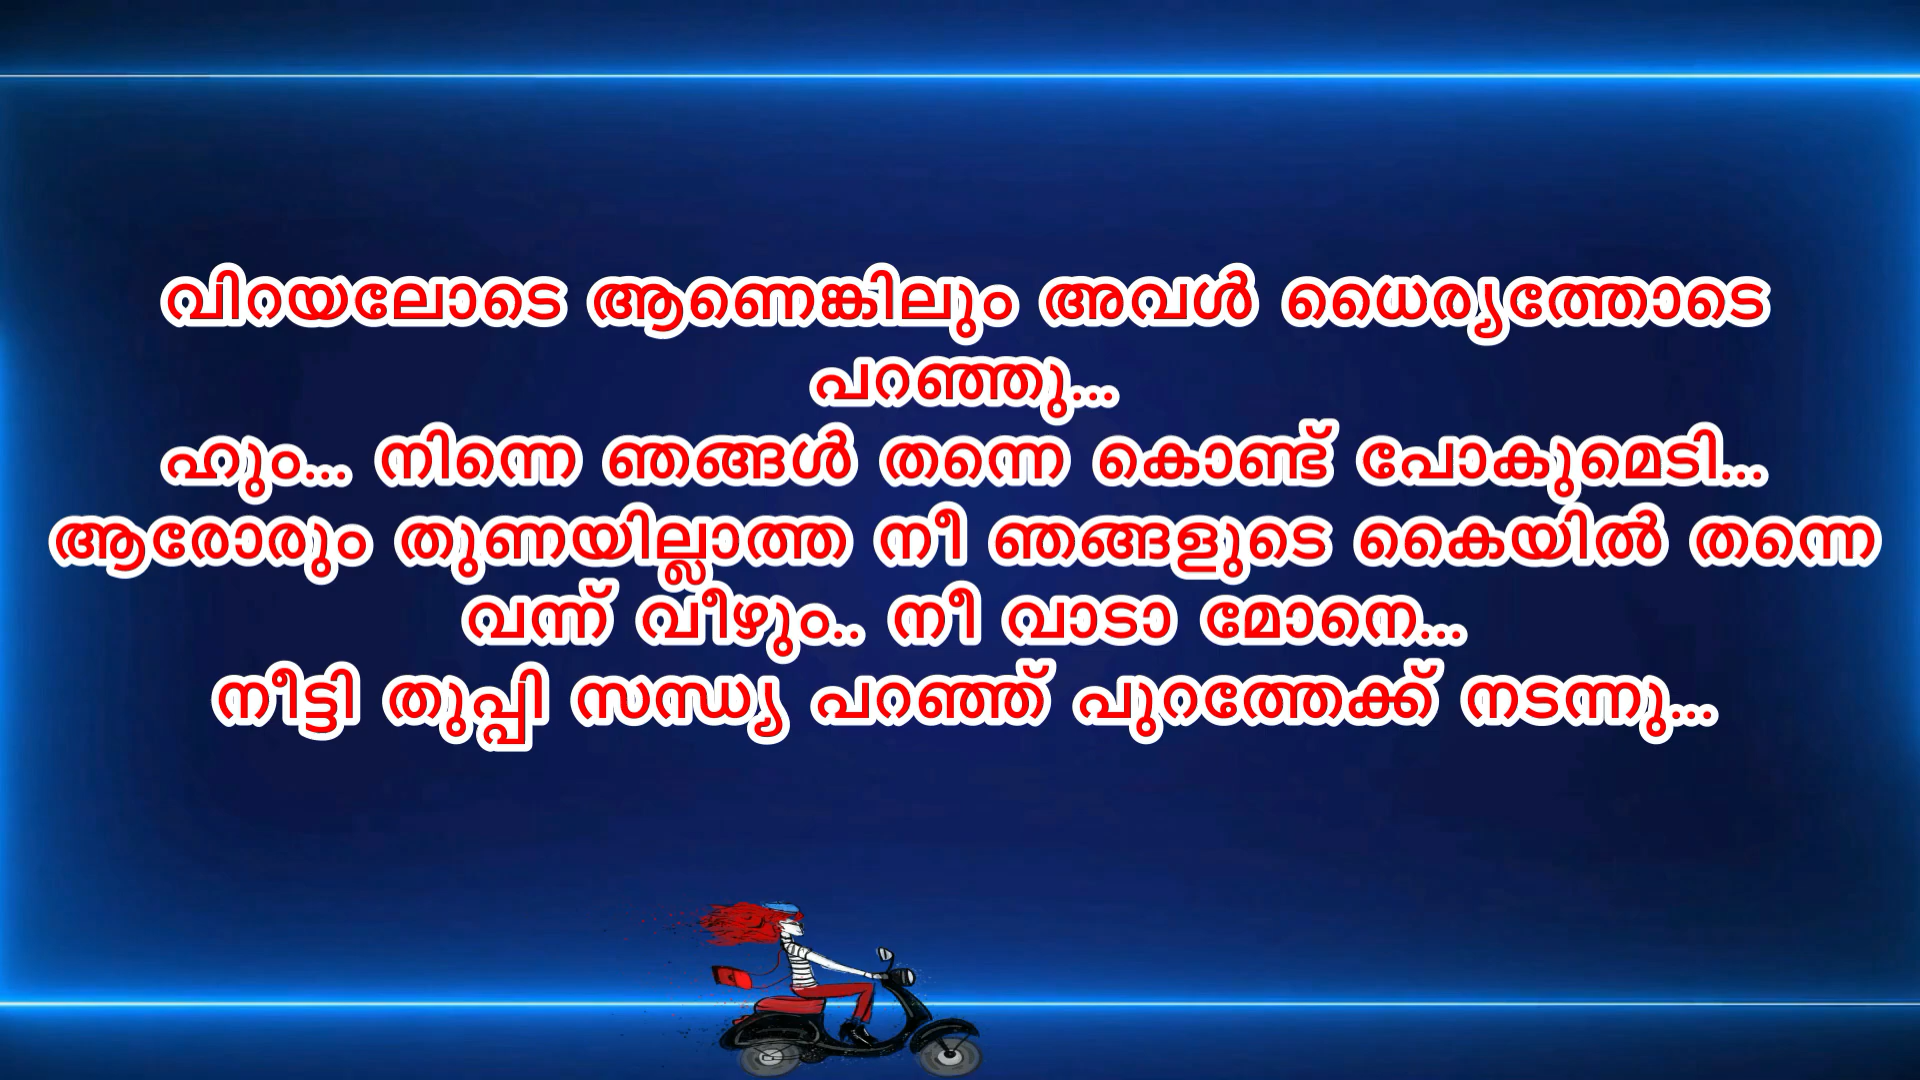 വിറയലോടെ ആണെങ്കിലും അവൾ ധൈര്യത്തോടെ
പറഞ്ഞു...
ഹും... നിന്നെ ഞങ്ങൾ തന്നെ കൊണ്ട് പോകുമെടി...
ആരോരും തുണയില്ലാത്ത നീ ഞങ്ങളുടെ കൈയിൽ തന്നെ
വന്ന് വീഴും.. നീ വാടാ മോനെ...
നീട്ടി തുപ്പി സന്ധ്യ പറഞ്ഞ് പുറത്തേക്ക് നടന്നു...